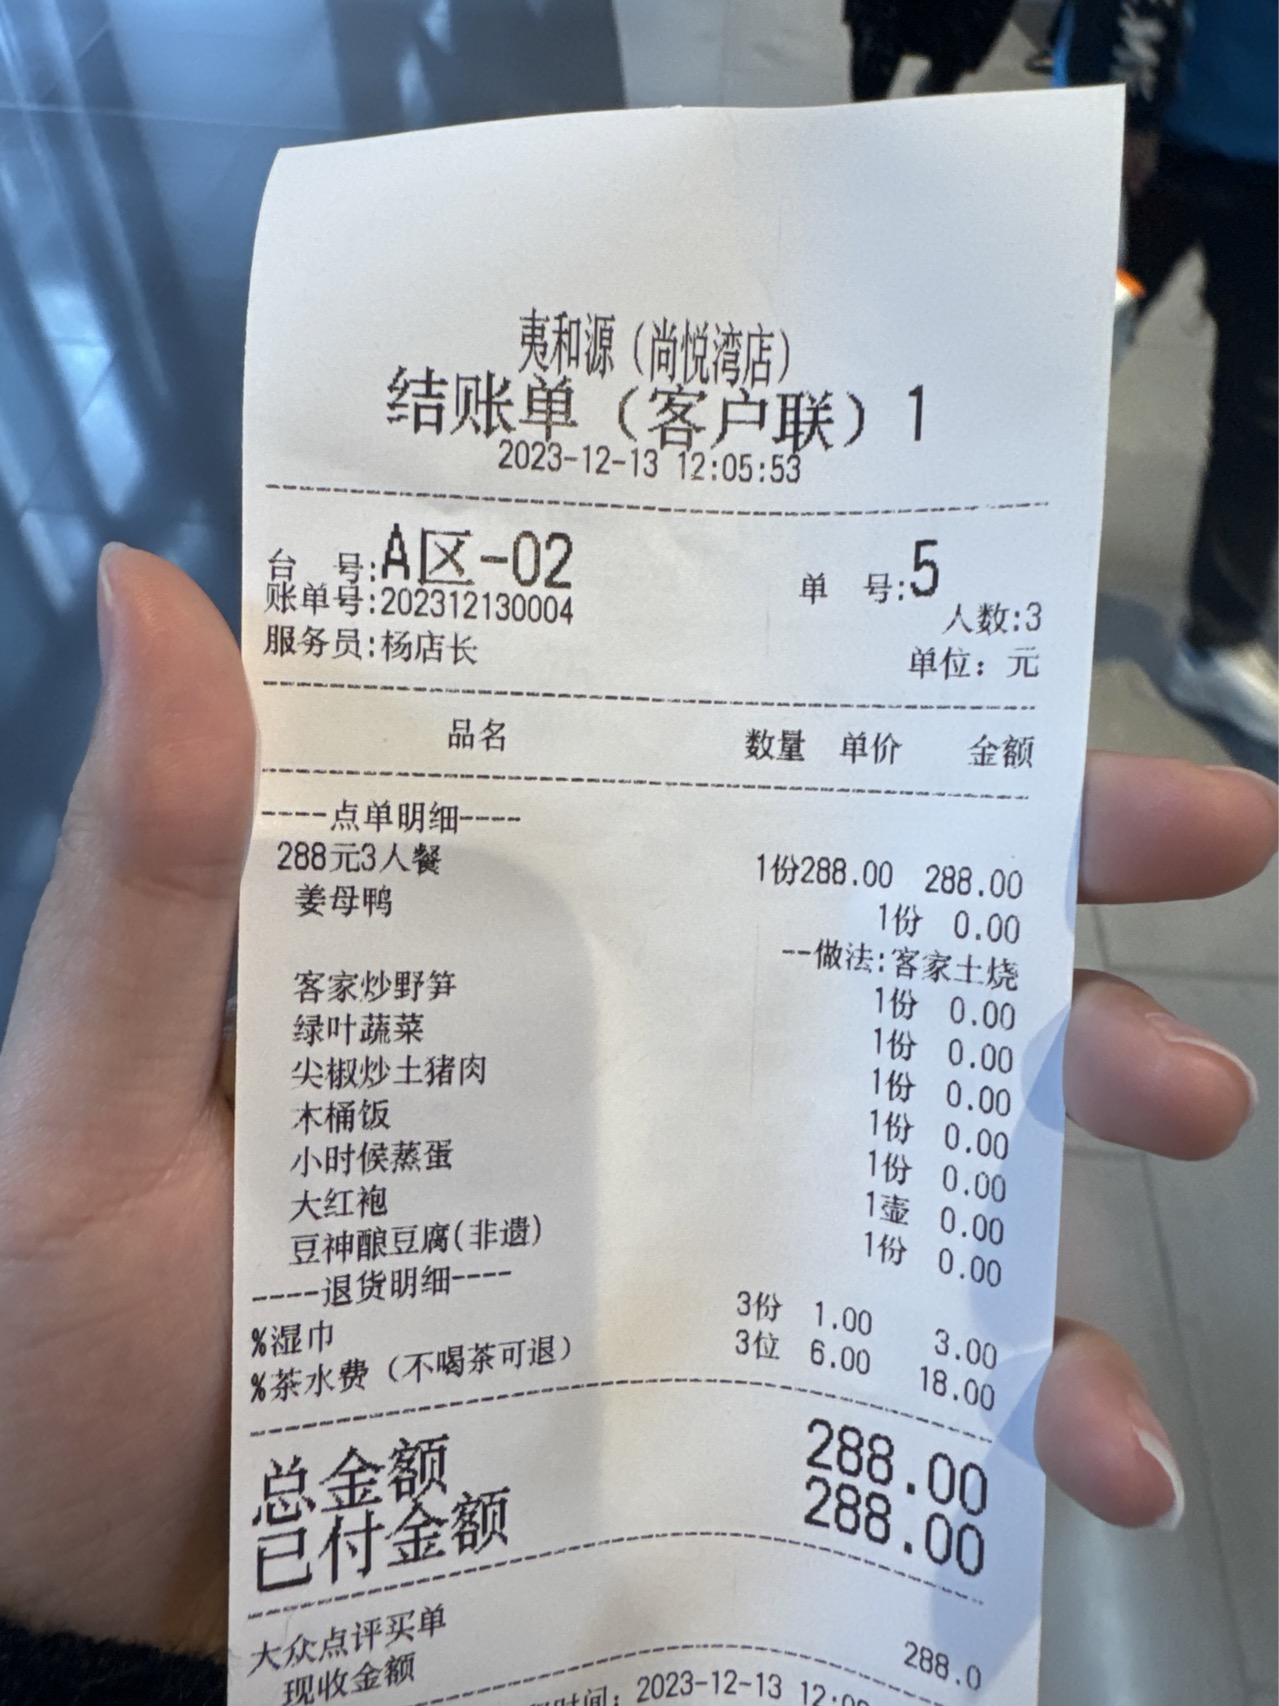 夷和源（尚悦湾店）
结账单（客户联）1
2023-12-13 12:05:53
台 号:A区-02 单 号:5
账单号:202312130004 人数:3
服务员:杨店长 单位：元
品名 数量 单价 金额
----点单明细----
288元3人餐 1份288.00 288.00
姜母鸭 1份 0.00
--做法:客家土烧
客家炒野笋 1份 0.00
绿叶蔬菜 1份 0.00
尖椒炒土猪肉 1份 0.00
木桶饭 1份 0.00
小时候蒸蛋 1份 0.00
大红袍 1壶 0.00
豆神酿豆腐(非遗) 1份 0.00
----退货明细----
%湿巾 3份 1.00 3.00
%茶水费（不喝茶可退） 3位 6.00 18.00
总金额 288.00
已付金额 288.00
大众点评买单 288.0
现收金额
时间：2023-12-13 12:0